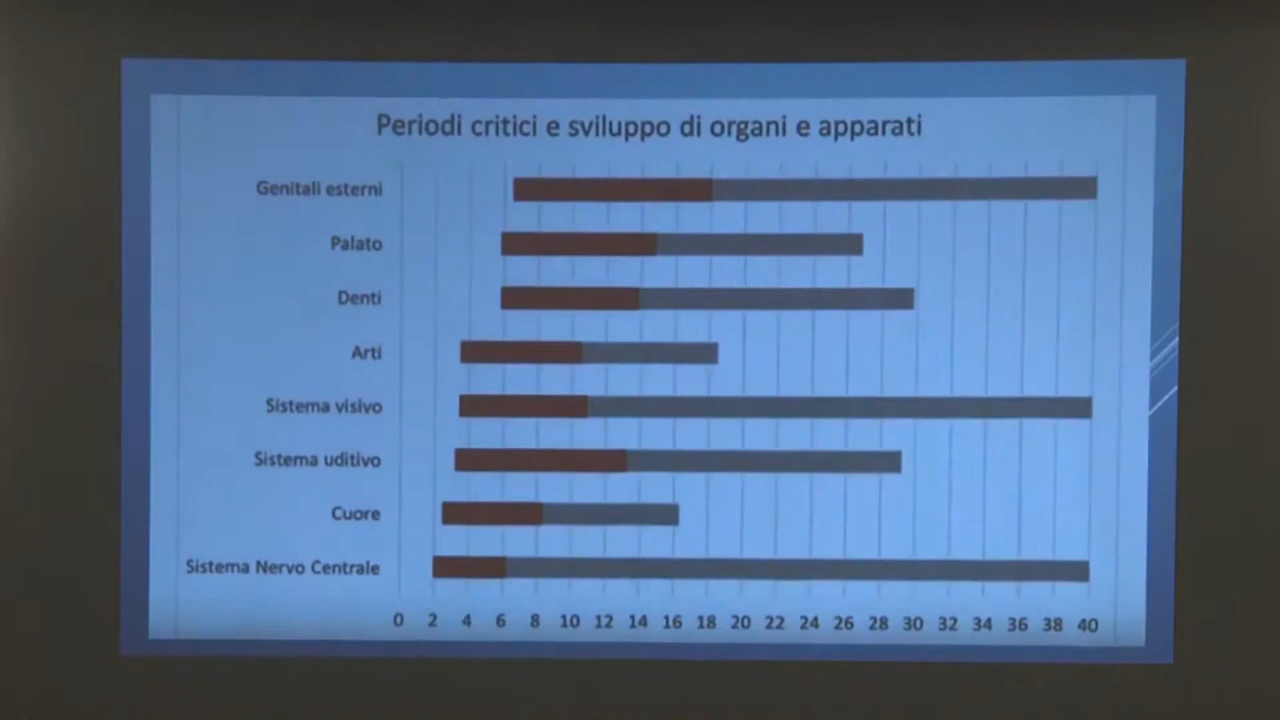 Periodi critici e sviluppo di organi e apparati
Genitali esterni
Palato
Denti
Arti
Sistema visivo
Sistema uditivo
Cuore
Sistema Nervo Centrale
0 2 4 6 8 10 12 14 16 18 20 22 24 26 28 30 32 34 36 38 40